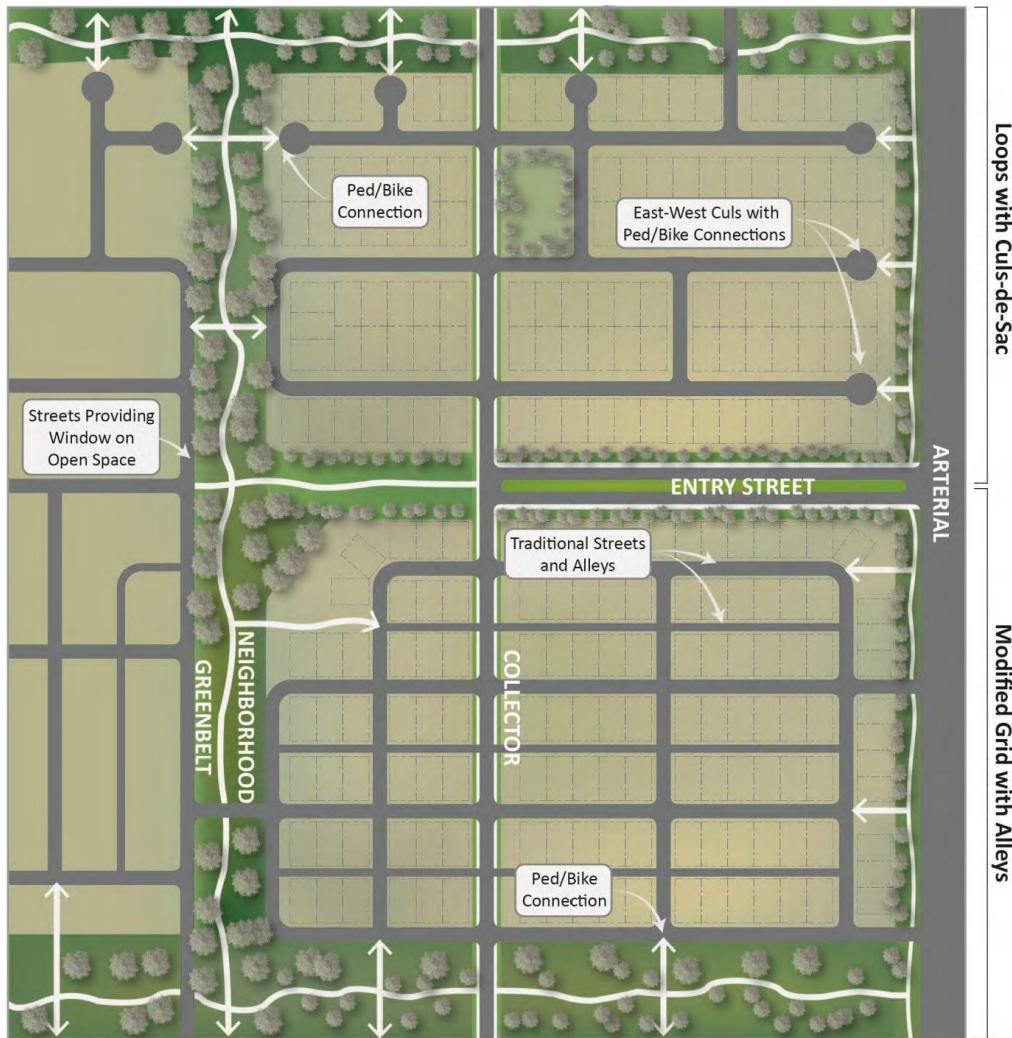 Ped/Bike
Connection
East-West Culs with
Ped/Bike Connections
Loops with Culs-de-Sac
Streets Providing
Window on
Open Space
ENTRY STREET
ARTERIAL
Traditional Streets
and Alleys
NEIGHBORHOOD
GREENBELT
COLLECTOR
Modified Grid with Alleys
Ped/Bike
Connection